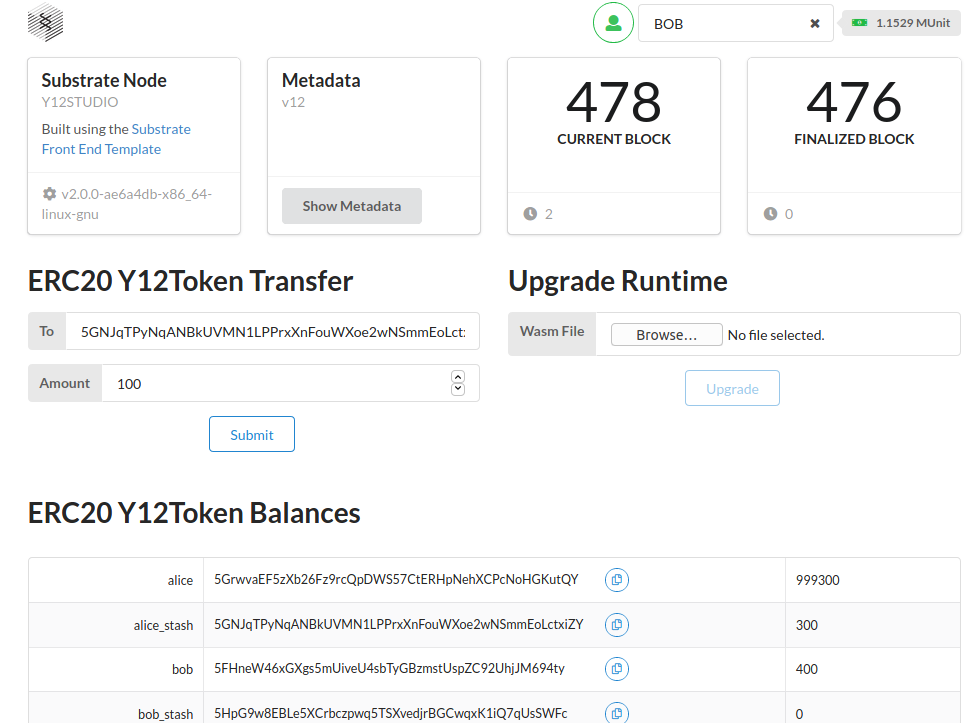 BOB
1.1529 MUnit
Substrate Node
Y12STUDIO
Built using the Substrate
Front End Template
v2.0.0-ae6a4db-x86_64-
linux-gnu
Metadata
v12
Show Metadata
478
CURRENT BLOCK
2
476
FINALIZED BLOCK
0
ERC20 Y12Token Transfer
To 5GNJqTPyNqANBkUVMN1LPPrxXnFouWXoe2wNSmmEoLctx
Amount 100
Submit
Upgrade Runtime
Wasm File Browse... No file selected.
Upgrade
ERC20 Y12Token Balances
alice 5GrwvaEF5zXb26Fz9rcQpDWS57CtERHpNehXCPcNoHGKutQY 999300
alice_stash 5GNJqTPyNqANBkUVMN1LPPrxXnFouWXoe2wNSmmEoLctxiZY 300
bob 5FHneW46xGXgs5mUiveU4sbTyGBzmstUspZC92UhjJM694ty 400
bob_stash 5HpG9w8EBLe5XCrbczpwq5TSXvedjrBGCwqxK1iQ7qUsSWFc 0